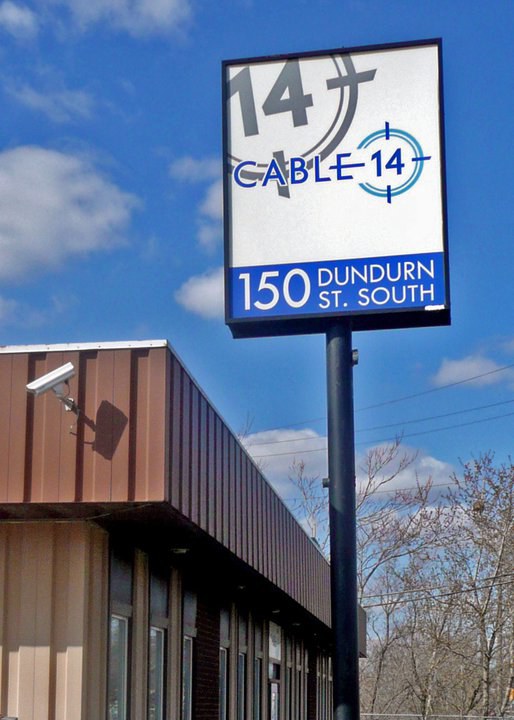 14
CABLE 14
150 DUNDURN
ST. SOUTH